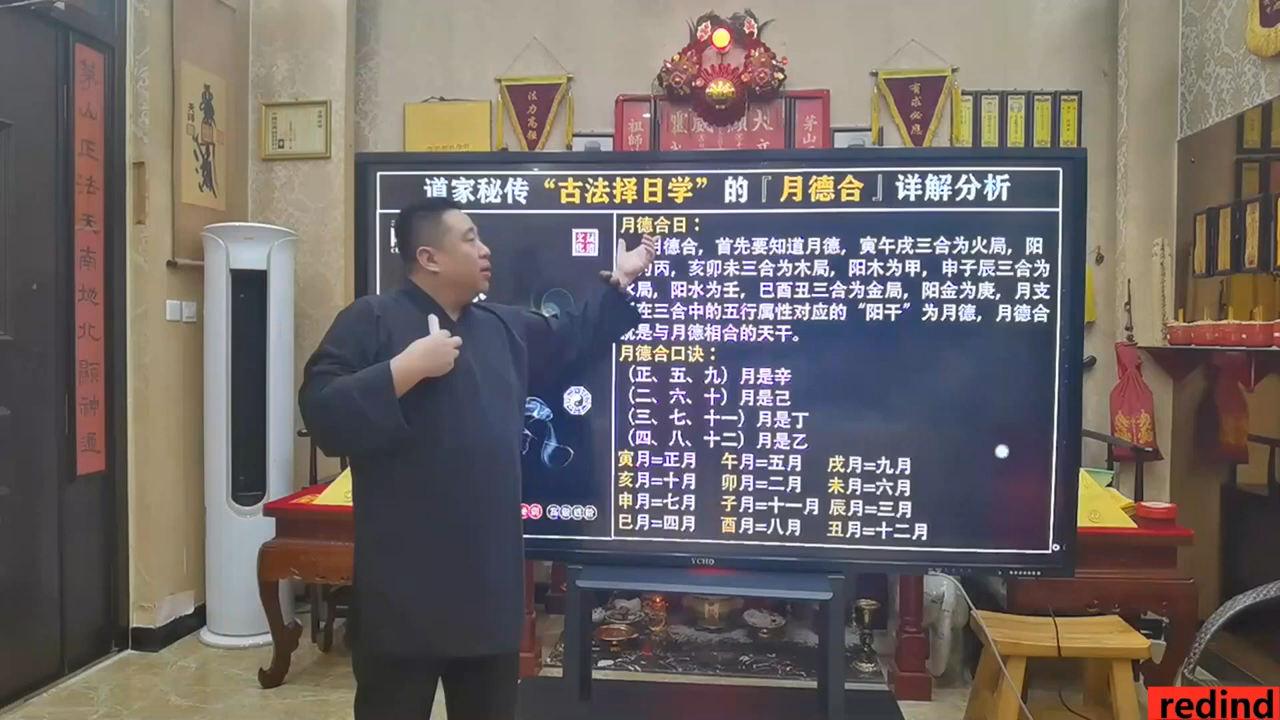 茅山正法天南地北顯神通
法力高强
有求必應
祖師
茅山
道家秘传“古法择日学”的『月德合』详解分析
月德合日：
月德合，首先要知道月德，寅午戌三合为火局，阳
为丙，亥卯未三合为木局，阳木为甲，申子辰三合为
水局，阳水为壬，巳酉丑三合为金局，阳金为庚，月支
在三合中的五行属性对应的“阳干”为月德，月德合
就是与月德相合的天干。
月德合口诀：
（正、五、九）月是辛
（二、六、十）月是己
（三、七、十一）月是丁
（四、八、十二）月是乙
寅月=正月 午月=五月 戌月=九月
亥月=十月 卯月=二月 未月=六月
申月=七月 子月=十一月 辰月=三月
巳月=四月 酉月=八月 丑月=十二月
YCHD
redind